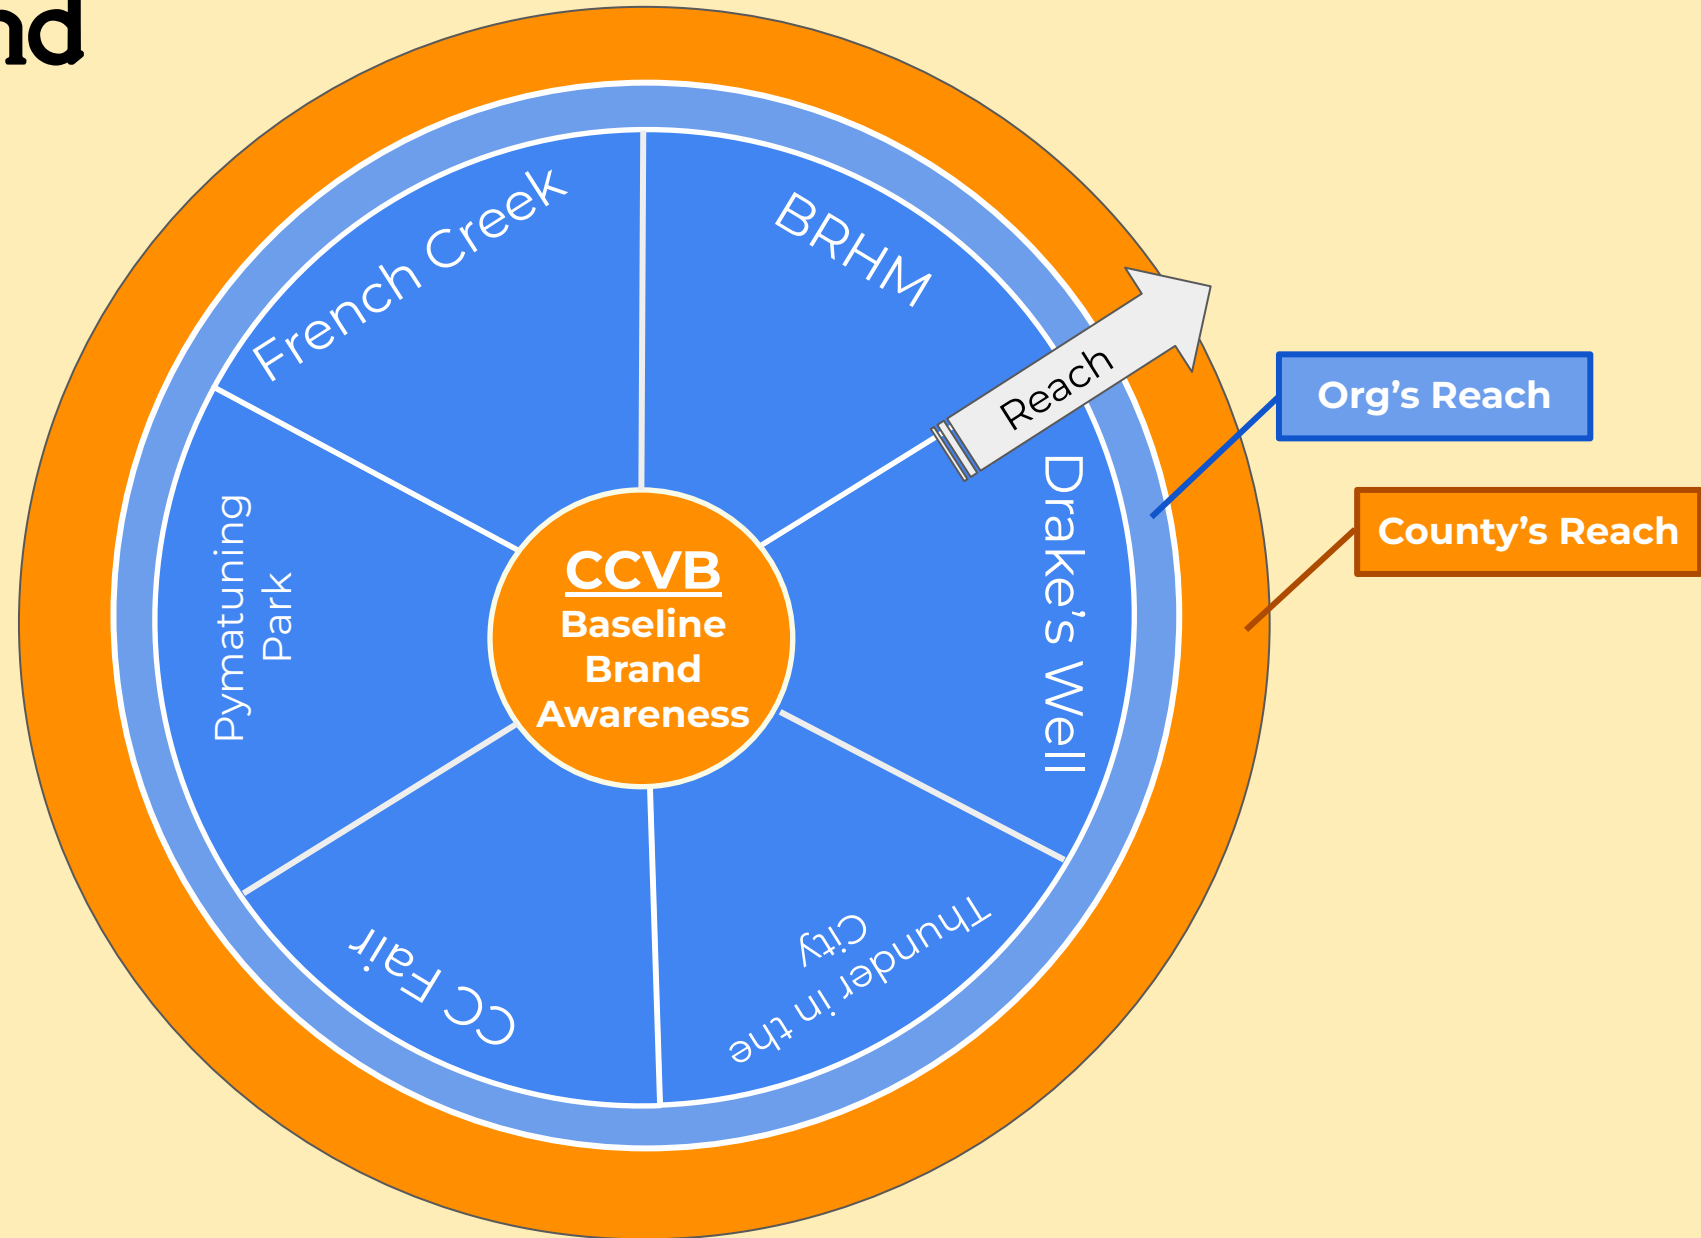 nd
French Creek
BRHM
Reach
Org’s Reach
County’s Reach
Drake’s Well
Pymatuning
Park
CCVB
Baseline
Brand
Awareness
Thunder in the
City
CC Fair